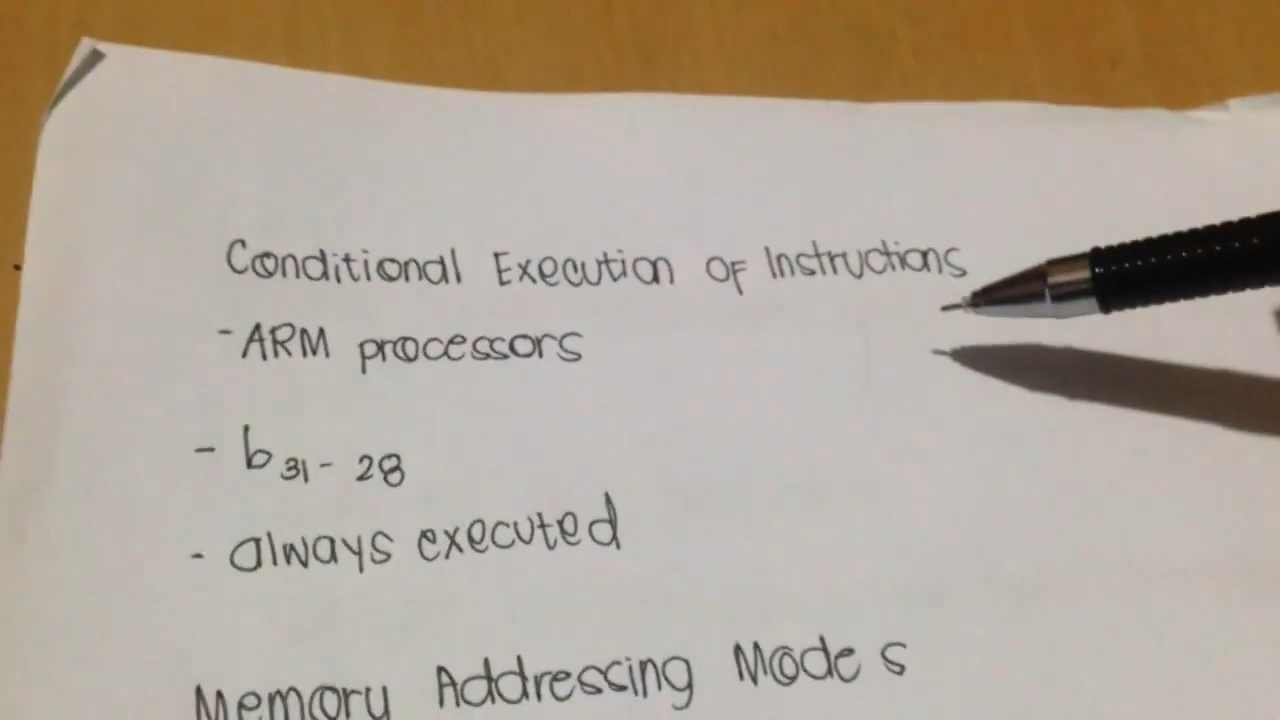 Conditional Execution OF Instructions
- ARM processors
- b31-28
- always executed
Memory Addressing Modes